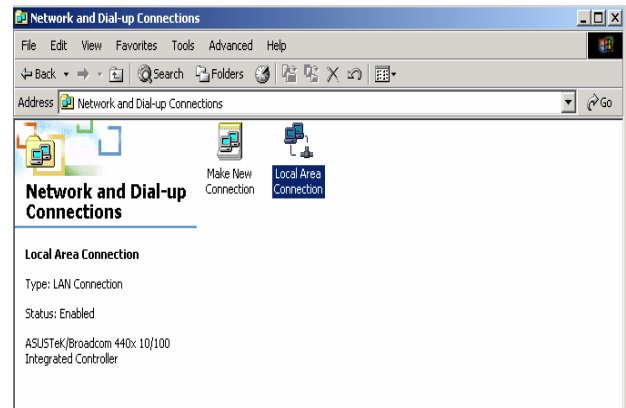 Network and Dial-up Connections
File Edit View Favorites Tools Advanced Help
Back Search Folders
Address Network and Dial-up Connections Go
Make New Connection
Local Area Connection
Network and Dial-up
Connections
Local Area Connection
Type: LAN Connection
Status: Enabled
ASUSTeK/Broadcom 440x 10/100
Integrated Controller